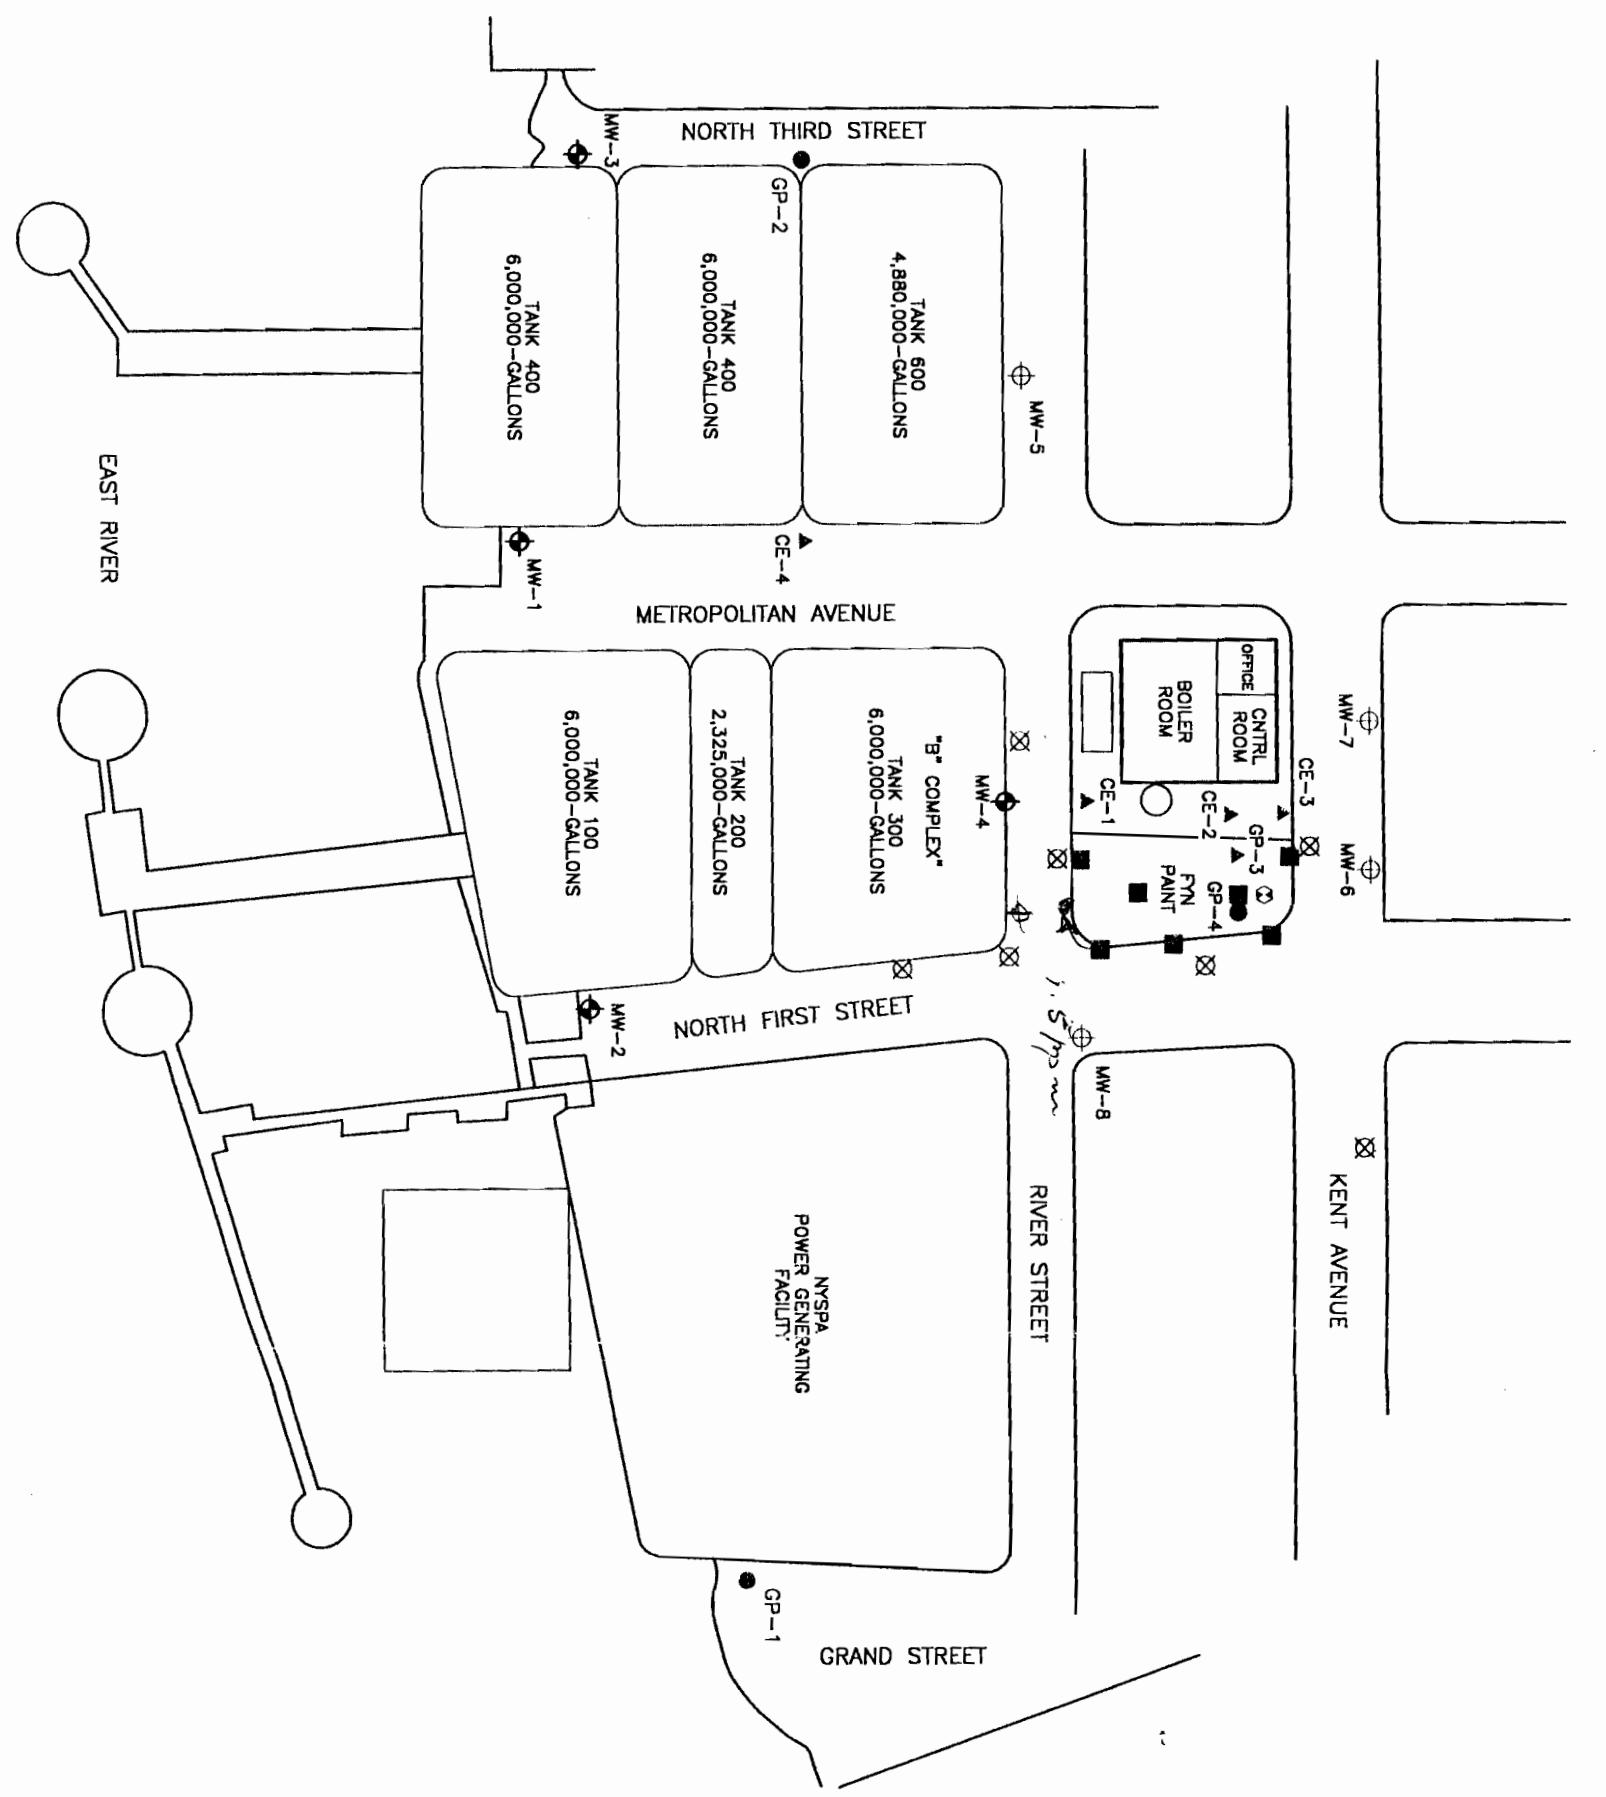 NORTH THIRD STREET
MW-3
GP-2
TANK 400
6,000,000-GALLONS
TANK 400
6,000,000-GALLONS
TANK 600
4,880,000-GALLONS
MW-5
EAST RIVER
MW-1
CE-4
METROPOLITAN AVENUE
TANK 100
6,000,000-GALLONS
TANK 200
2,325,000-GALLONS
"B" COMPLEX"
TANK 300
6,000,000-GALLONS
MW-4
OFFICE
CNTRL
ROOM
BOILER
ROOM
MW-7
CE-3
CE-1
CE-2
GP-3
MW-6
FYN
PAINT
GP-4
MW-2
NORTH FIRST STREET
MW-8
NYSPA
POWER GENERATING
FACILITY
RIVER STREET
KENT AVENUE
GP-1
GRAND STREET